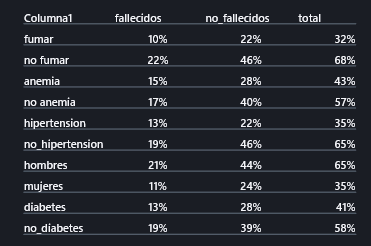 Columna1 fallecidos no_fallecidos total
fumar 10% 22% 32%
no fumar 22% 46% 68%
anemia 15% 28% 43%
no anemia 17% 40% 57%
hipertension 13% 22% 35%
no_hipertension 19% 46% 65%
hombres 21% 44% 65%
mujeres 11% 24% 35%
diabetes 13% 28% 41%
no_diabetes 19% 39% 58%